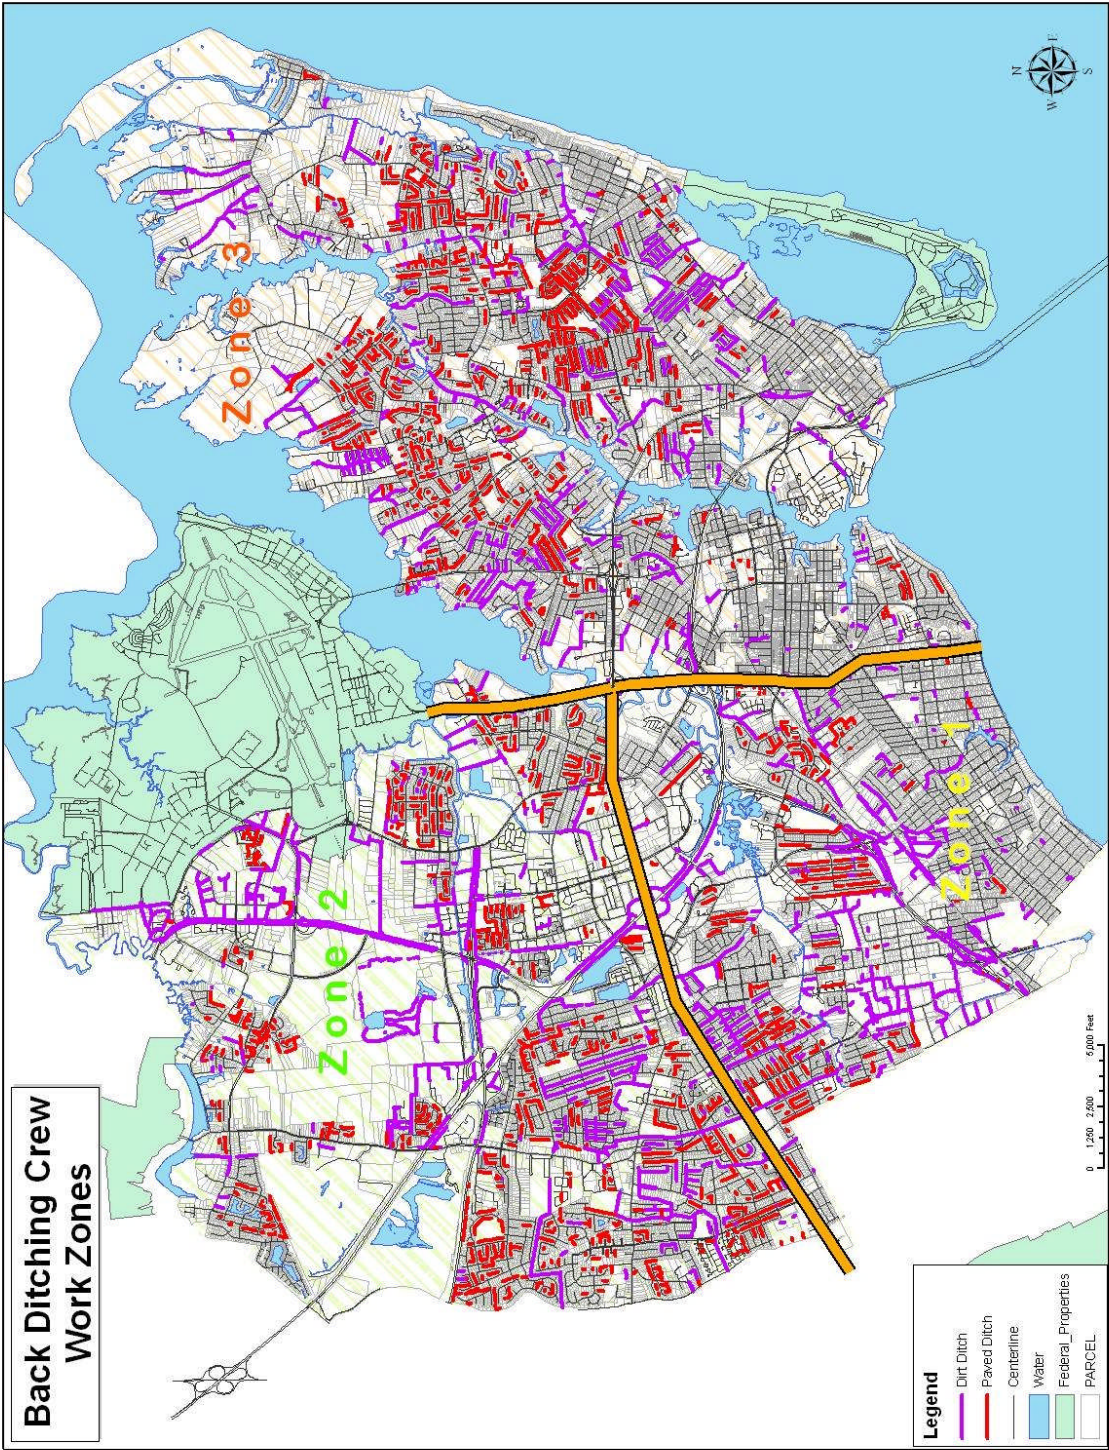 Back Ditching Crew
Work Zones
Zone 3
Zone 2
Zone 1
N
E
W
S
0 1,250 2,500 5,000 Feet
Legend
Dirt Ditch
Paved Ditch
Centerline
Water
Federal_Properties
PARCEL